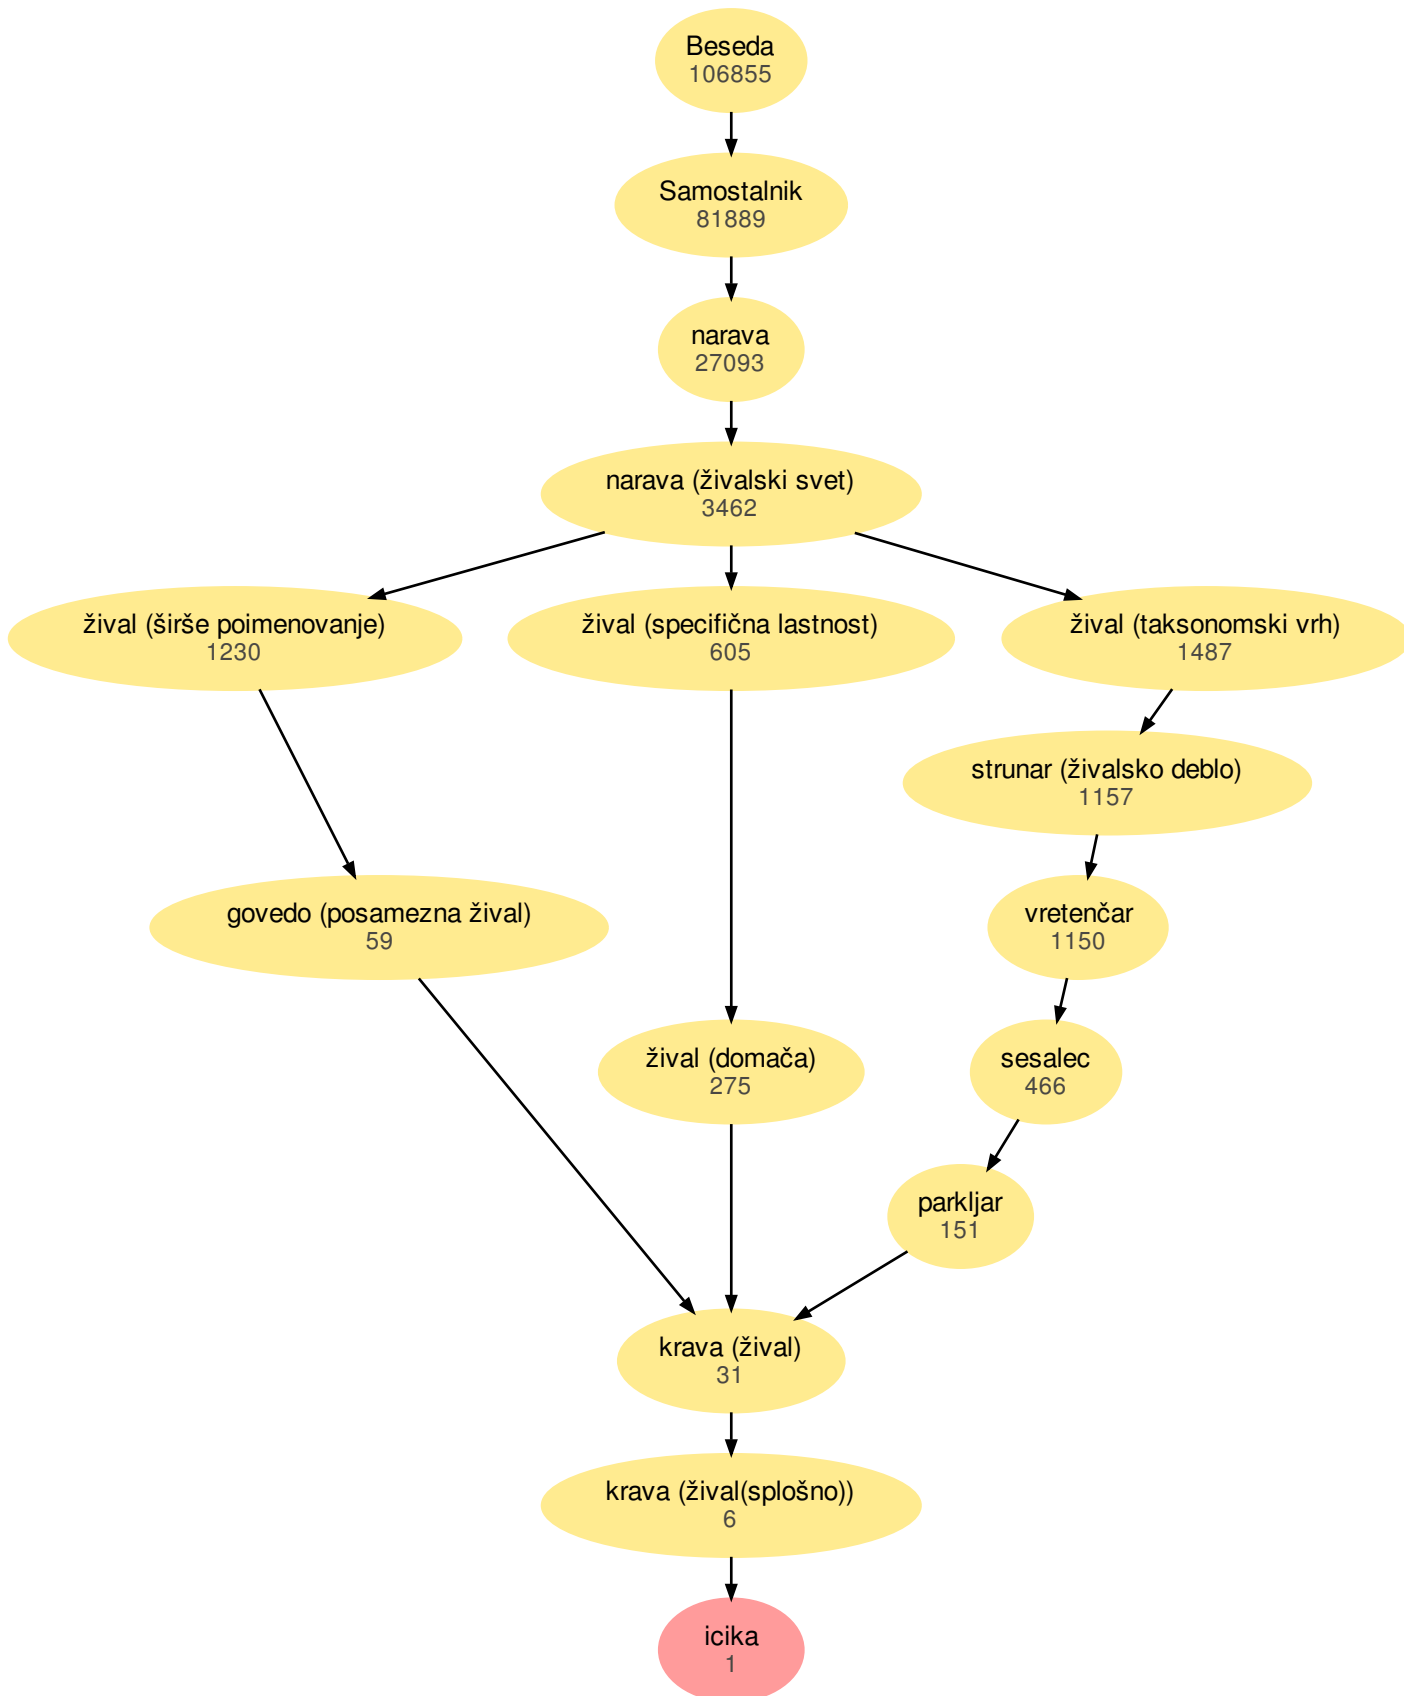 Beseda
106855
Samostalnik
81889
narava
27093
narava (živalski svet)
3462
žival (širše poimenovanje)
1230
žival (specifična lastnost)
605
žival (taksonomski vrh)
1487
strunar (živalsko deblo)
1157
govedo (posamezna žival)
59
vretenčar
1150
žival (domača)
275
sesalec
466
parkljar
151
krava (žival)
31
krava (žival(splošno))
6
icika
1